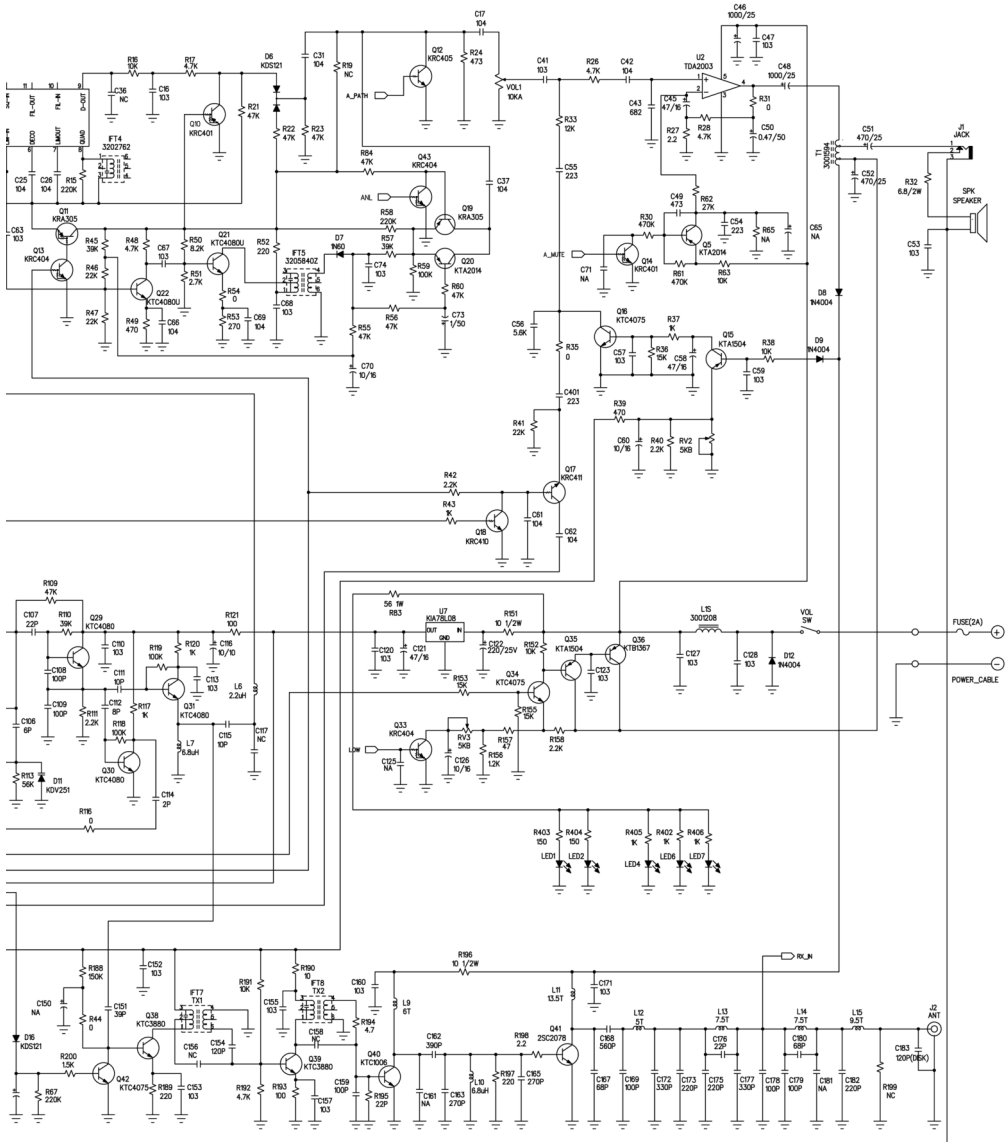 C46
1000/25
C17
104
C47
103
Q12
KRC405
R24
473
D6
KDS121
C31
104
R19
NC
R16
10K
R17
4.7K
C41
103
R26
4.7K
C42
104
U2
TDA2003
C48
1000/25
11
10
9
FIL-OUT
FIL-IN
D-OUT
C36
NC
C16
103
A_PATH
VOL1
10KA
1
2
3
4
5
R31
0
C45
47/16
C43
682
R21
47K
Q10
KRC401
R22
47K
R23
47K
R33
12K
R27
2.2
R28
4.7K
C50
0.47/50
DECO
LIMOUT
QUAD
6
7
8
IFT4
3202762
C51
470/25
J1
JACK
T1
3001594
R84
47K
Q43
KRC404
C37
104
C55
223
C52
470/25
R32
6.8/2W
C25
104
C26
104
R15
220K
ANL
Q19
KRA305
C49
473
R62
27K
SPK
SPEAKER
Q11
KRA305
R58
220K
R30
470K
C54
223
R65
NA
C65
NA
C63
103
Q13
KRC404
R45
39K
R48
4.7K
R50
8.2K
Q21
KTC4080U
R52
220
IFT5
3205840Z
D7
1N60
R57
39K
C74
103
R59
100K
Q20
KTA2014
A_MUTE
Q14
KRC401
Q5
KTA2014
C53
103
C67
103
R46
22K
R51
2.7K
R60
47K
C71
NA
R61
470K
R63
10K
Q22
KTC4080U
R54
0
D8
1N4004
R47
22K
R49
470
C66
104
R53
270
C69
104
C68
103
R55
47K
R56
47K
C73
1/50
C56
5.6K
Q16
KTC4075
R37
1K
Q15
KTA1504
R38
10K
D9
1N4004
R35
0
C57
103
R36
15K
C58
47/16
C59
103
C70
10/16
C401
223
R39
470
R41
22K
C60
10/16
R40
2.2K
RV2
5KB
Q17
KRC411
R42
2.2K
R43
1K
Q18
KRC410
C61
104
C62
104
R109
47K
56 1W
R83
U7
KIA78L08
OUT
IN
GND
R151
10 1/2W
L1S
3001208
VOL
SW
FUSE(2A)
C107
22P
R110
39K
Q29
KTC4080
R121
100
R120
1K
C116
10/10
C120
103
C121
47/16
C122
220/25V
R152
10K
Q35
KTA1504
Q36
KTB1367
C127
103
C128
103
D12
1N4004
POWER_CABLE
C110
103
R119
100K
C113
103
C108
100P
C111
10P
L6
2.2uH
R153
15K
Q34
KTC4075
C123
103
C109
100P
R111
2.2K
C112
8P
R117
1K
Q31
KTC4080
R155
15K
C106
6P
R118
100K
L7
6.8uH
C115
10P
C117
NC
Q33
KRC404
LOW
C125
NA
RV3
5KB
C126
10/16
R156
1.2K
R157
47
R158
2.2K
R113
56K
D11
KDV251
Q30
KTC4080
C114
2P
R116
0
R403
150
R404
150
R405
1K
R402
1K
R406
1K
LED1
LED2
LED4
LED6
LED7
R196
10 1/2W
RX_IN
R188
150K
C152
103
R191
10K
R190
10
C155
103
IFT8
TX2
C160
103
L11
13.5T
C171
103
IFT7
TX1
L9
6T
C150
NA
C151
39P
R44
0
Q38
KTC3880
R194
4.7
L12
5T
L13
7.5T
L14
7.5T
L15
9.5T
J2
ANT
D16
KDS121
C156
NC
C154
120P
C158
NC
Q40
KTC1006
C162
390P
R198
2.2
Q41
2SC2078
C168
560P
C176
22P
C180
68P
C183
120P(DISK)
R200
1.5K
Q42
KTC4075
Q39
KTC3880
R67
220K
R189
220
C153
103
R192
4.7K
R193
100
C157
103
C159
100P
R195
22P
C161
NA
C163
270P
L10
6.8uH
R197
220
C165
270P
C167
68P
C169
100P
C172
330P
C173
220P
C175
220P
C177
330P
C178
100P
C179
100P
C181
NA
C182
220P
R199
NC